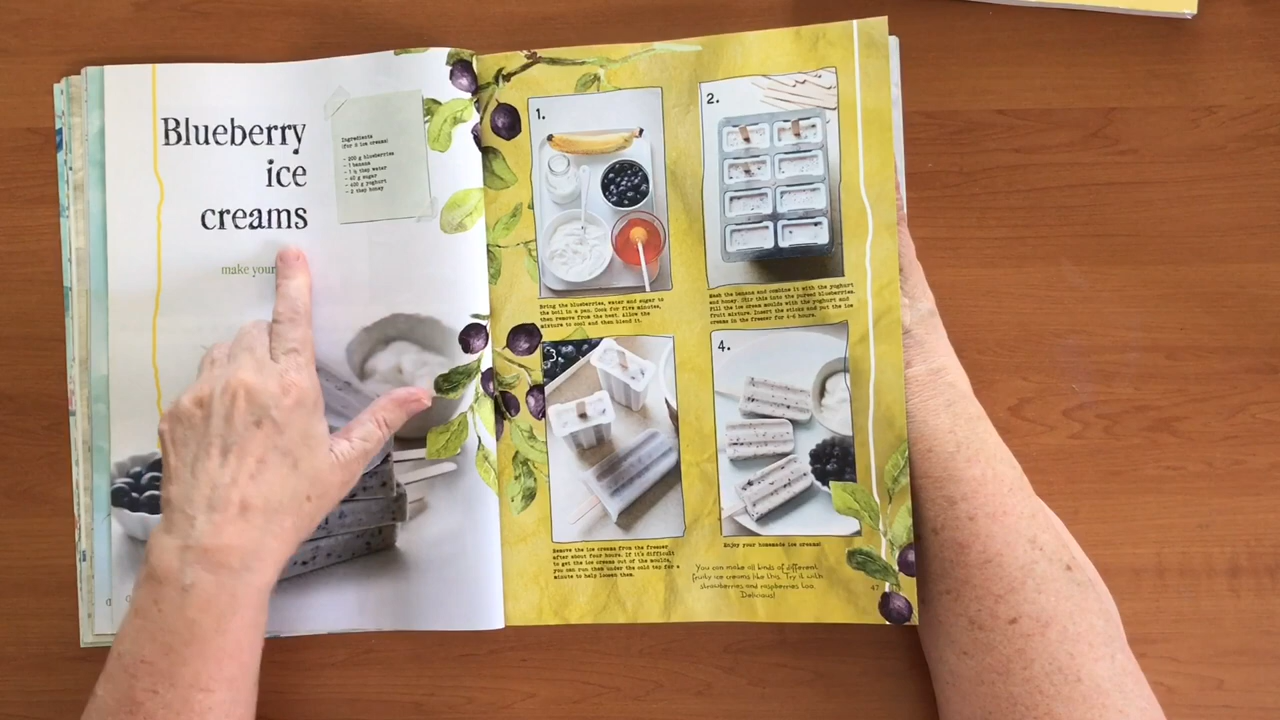 Blueberry
ice
creams
make your
Ingredients
(for 8 ice creams)
- 200 g blueberries
- 1 banana
- 1 ½ tbsp water
- 40 g sugar
- 400 g yoghurt
- 2 tbsp honey
1.
Bring the blueberries, water and sugar to
the boil in a pan. Cook for five minutes,
then remove from the heat. Allow the
mixture to cool and then blend it.
2.
Mash the banana and combine it with the yoghurt
and honey. Stir this into the pureed blueberries.
Fill the ice cream moulds with the yoghurt and
fruit mixture. Insert the sticks and put the ice
creams in the freezer for 4-6 hours.
3
Remove the ice creams from the freezer
after about four hours. If it's difficult
to get the ice creams out of the moulds,
you can run them under the cold tap for a
minute to help loosen them.
4.
Enjoy your homemade ice creams!
You can make all kinds of different
fruity ice creams like this. Try it with
strawberries and raspberries too.
Delicious!
47